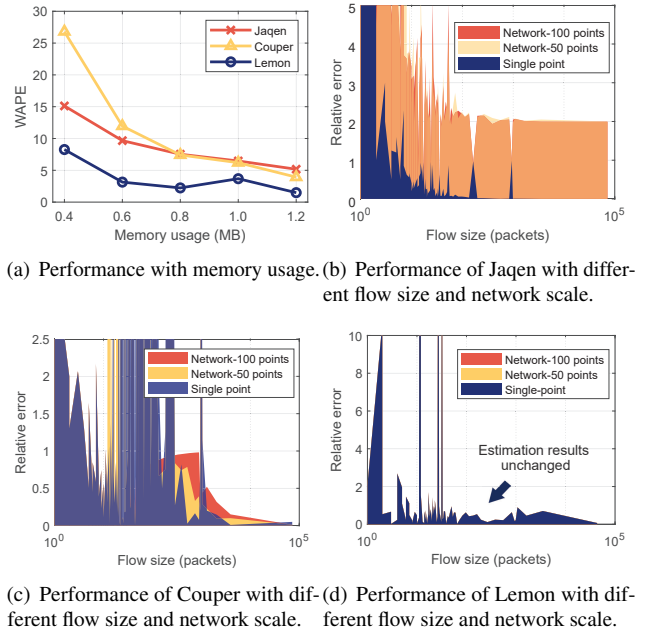 30
25
20
15
10
5
0
WAPE
Jaqen
Couper
Lemon
0.4 0.6 0.8 1.0 1.2
Memory usage (MB)
(a) Performance with memory usage.
5
4
3
2
1
0
Relative error
Network-100 points
Network-50 points
Single point
10^0 10^5
Flow size (packets)
(b) Performance of Jaqen with differ-
ent flow size and network scale.
2.5
2
1.5
1
0.5
0
Relative error
Network-100 points
Network-50 points
Single point
10^0 10^5
Flow size (packets)
(c) Performance of Couper with dif-
ferent flow size and network scale.
10
8
6
4
2
0
Relative error
Network-100 points
Network-50 points
Single-point
Estimation results
unchanged
10^0 10^5
Flow size (packets)
(d) Performance of Lemon with dif-
ferent flow size and network scale.